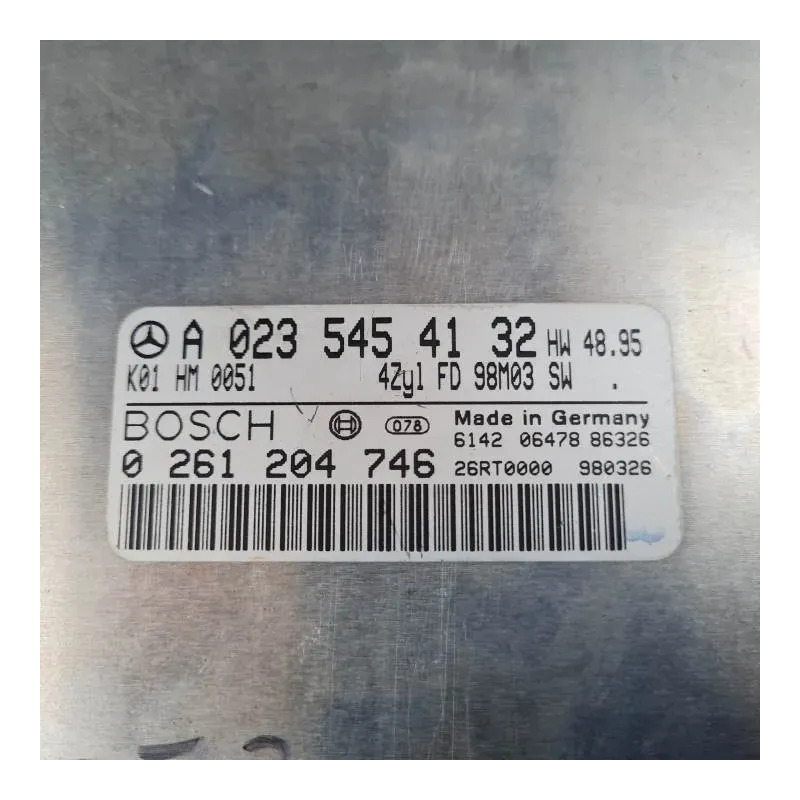 A 023 545 41 32 HW 48.95
K01 HM 0051 4Zyl FD 98M03 SW .
BOSCH 078 Made in Germany
6142 06478 86326
0 261 204 746 26RT0000 980326